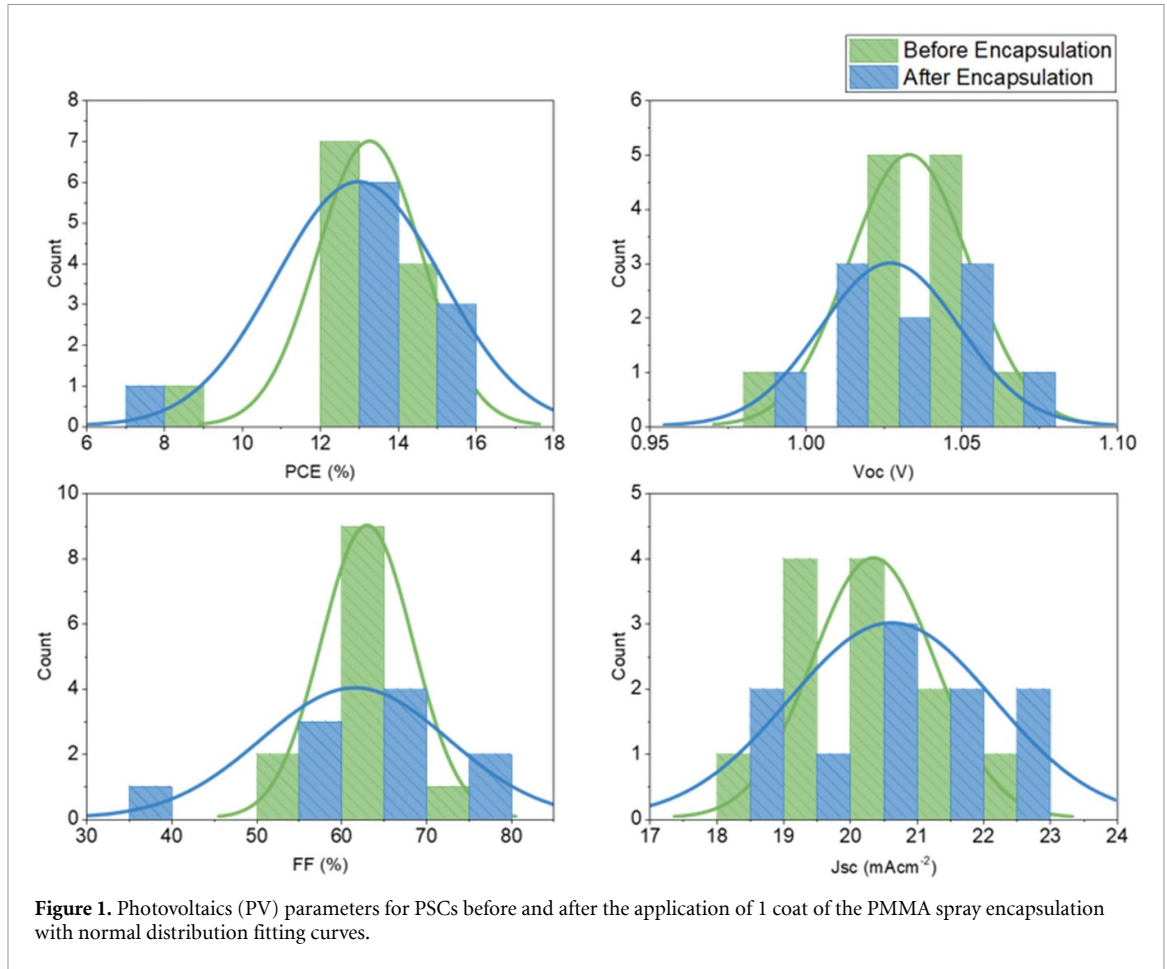 Before Encapsulation
After Encapsulation
8
7
6
5
4
3
2
1
0
Count
6 8 10 12 14 16 18
PCE (%)
6
5
4
3
2
1
0
Count
0.95 1.00 1.05 1.10
Voc (V)
10
8
6
4
2
0
Count
30 40 50 60 70 80
FF (%)
5
4
3
2
1
0
Count
17 18 19 20 21 22 23 24
Jsc (mAcm⁻²)
Figure 1. Photovoltaics (PV) parameters for PSCs before and after the application of 1 coat of the PMMA spray encapsulation
with normal distribution fitting curves.